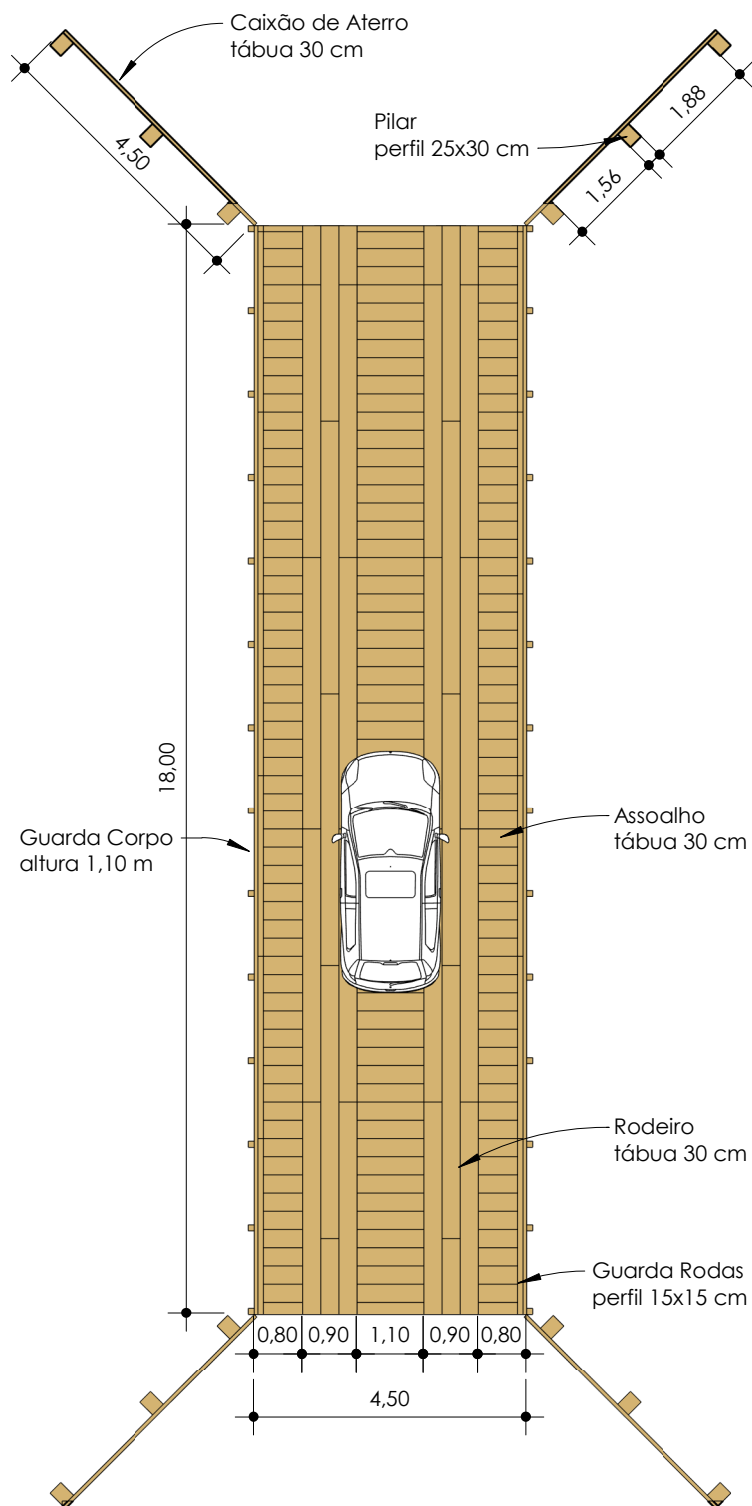 Caixão de Aterro
tábua 30 cm
Pilar
perfil 25x30 cm
1,88
4,50
1,56
18,00
Guarda Corpo
altura 1,10 m
Assoalho
tábua 30 cm
Rodeiro
tábua 30 cm
Guarda Rodas
perfil 15x15 cm
0,80 0,90 1,10 0,90 0,80
4,50